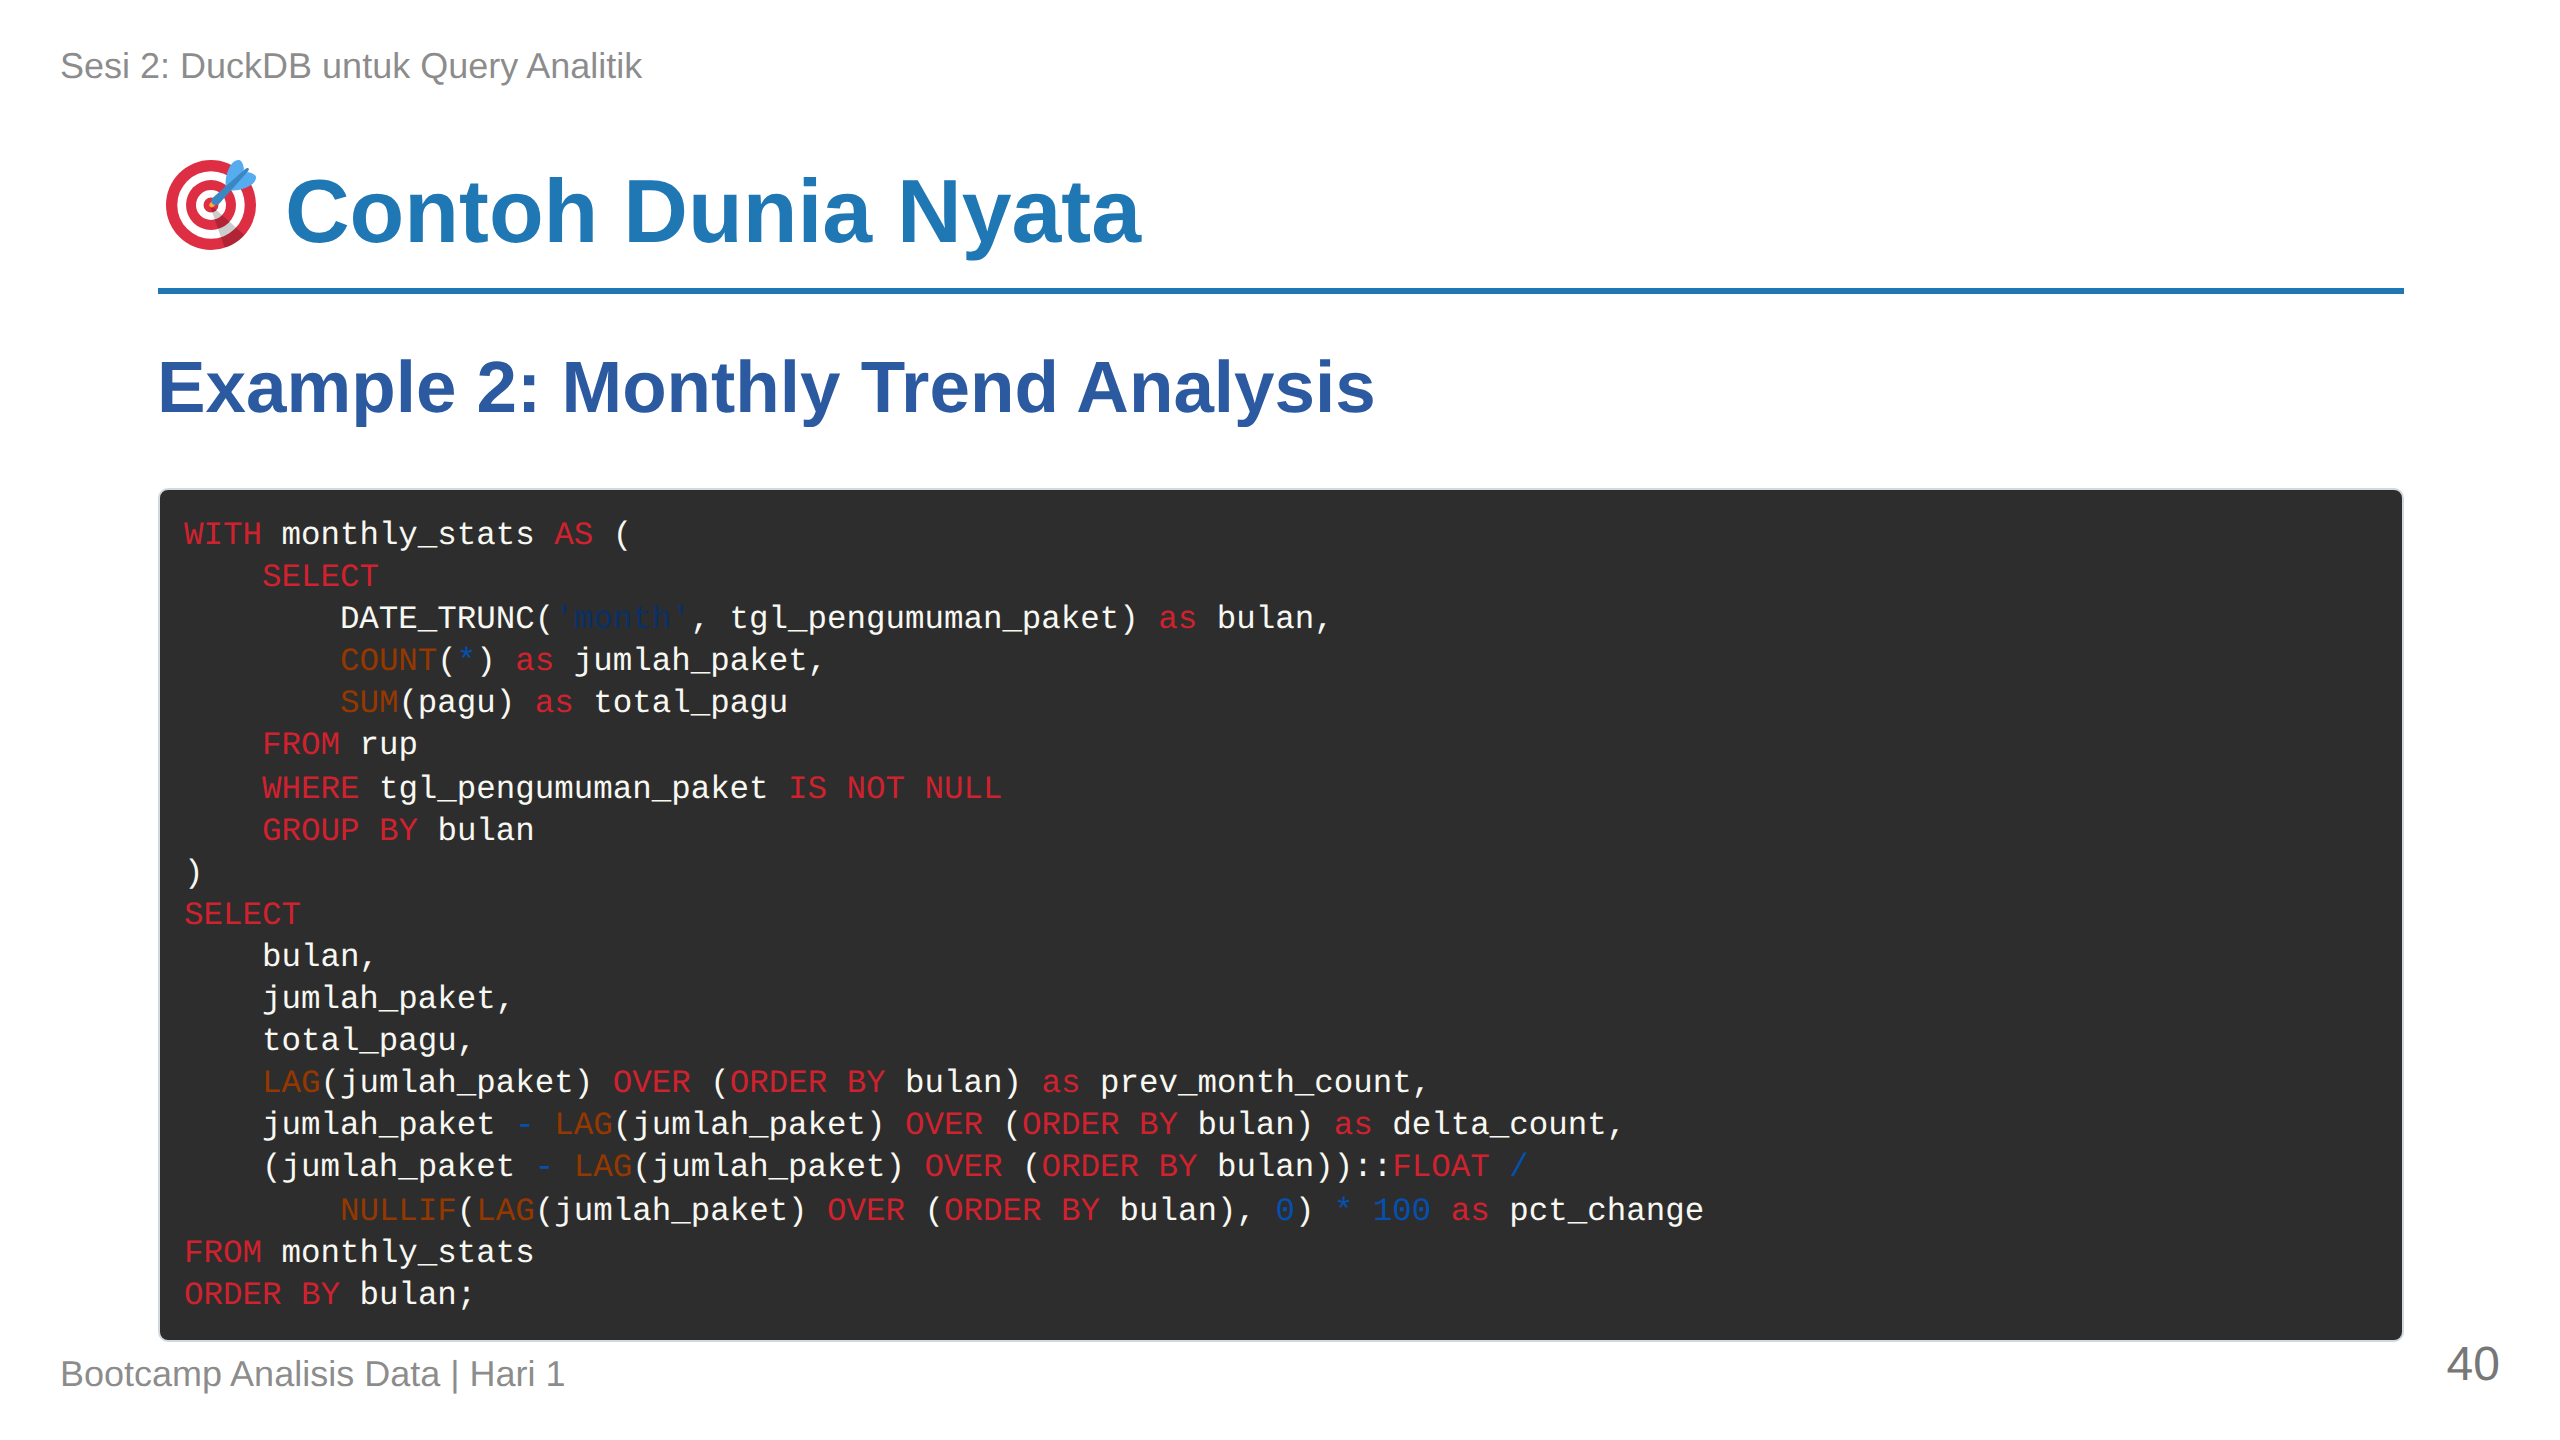 Sesi 2: DuckDB untuk Query Analitik
Contoh Dunia Nyata
Example 2: Monthly Trend Analysis
WITH monthly_stats AS (
    SELECT
        DATE_TRUNC('month', tgl_pengumuman_paket) as bulan,
        COUNT(*) as jumlah_paket,
        SUM(pagu) as total_pagu
    FROM rup
    WHERE tgl_pengumuman_paket IS NOT NULL
    GROUP BY bulan
)
SELECT
    bulan,
    jumlah_paket,
    total_pagu,
    LAG(jumlah_paket) OVER (ORDER BY bulan) as prev_month_count,
    jumlah_paket - LAG(jumlah_paket) OVER (ORDER BY bulan) as delta_count,
    (jumlah_paket - LAG(jumlah_paket) OVER (ORDER BY bulan))::FLOAT /
        NULLIF(LAG(jumlah_paket) OVER (ORDER BY bulan), 0) * 100 as pct_change
FROM monthly_stats
ORDER BY bulan;
Bootcamp Analisis Data | Hari 1
40